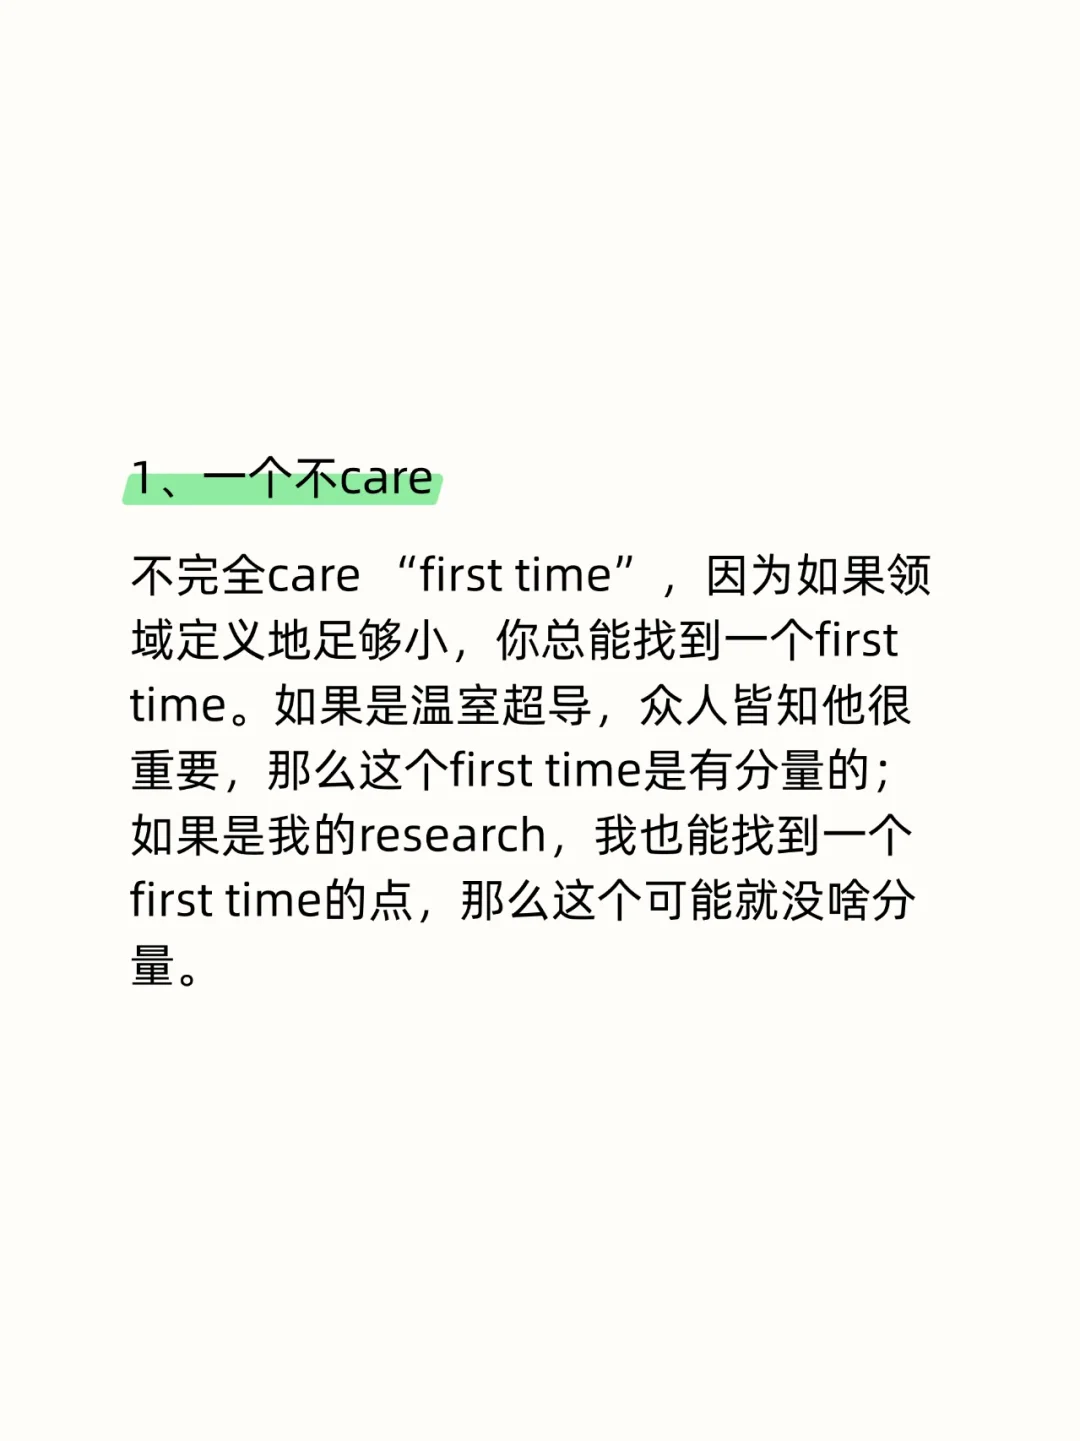 1、一个不care
不完全care “first time”，因为如果领
域定义地足够小，你总能找到一个first
time。如果是温室超导，众人皆知他很
重要，那么这个first time是有分量的；
如果是我的research，我也能找到一个
first time的点，那么这个可能就没啥分
量。